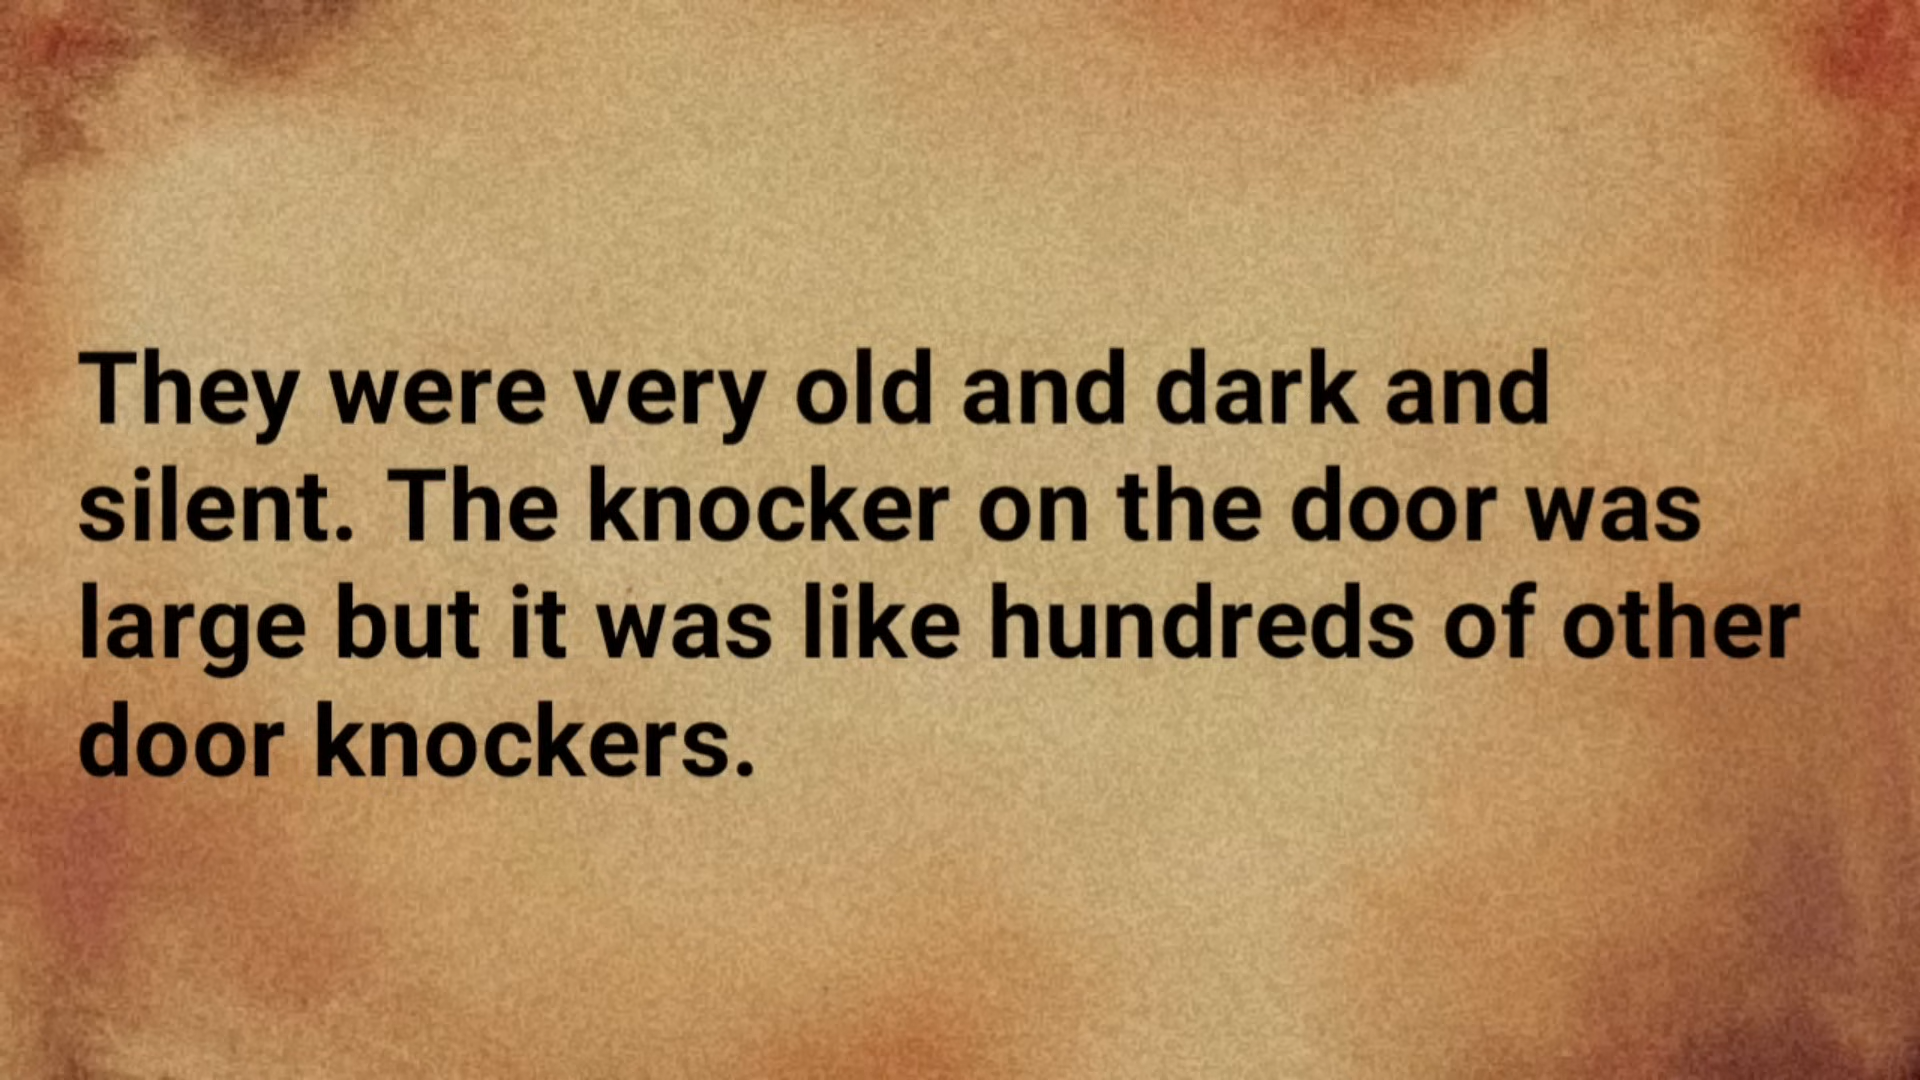 They were very old and dark and
silent. The knocker on the door was
large but it was like hundreds of other
door knockers.